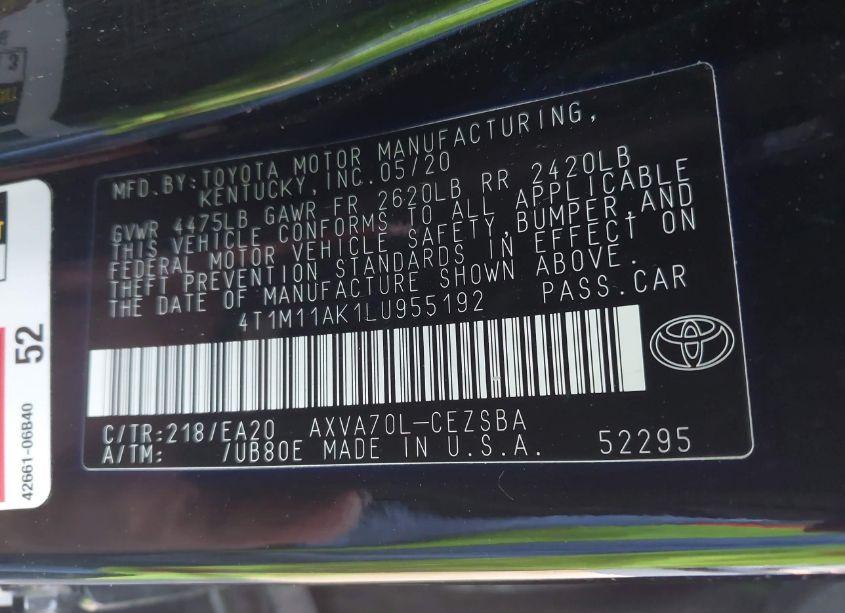 MFD.BY:TOYOTA MOTOR MANUFACTURING,
KENTUCKY,INC.05/20
GVWR 4475LB GAWR-FR 2620LB RR 2420LB
THIS VEHICLE CONFORMS TO ALL APPLICABLE
FEDERAL MOTOR VEHICLE SAFETY,BUMPER,AND
THEFT PREVENTION STANDARDS IN EFFECT ON
THE DATE OF MANUFACTURE SHOWN ABOVE.
4T1M11AK1LU955192 PASS.CAR
C/TR:218/EA20 AXVA70L-CEZSBA
A/TM: /UB80E MADE IN U.S.A. 52295
52
42661-06B40
3